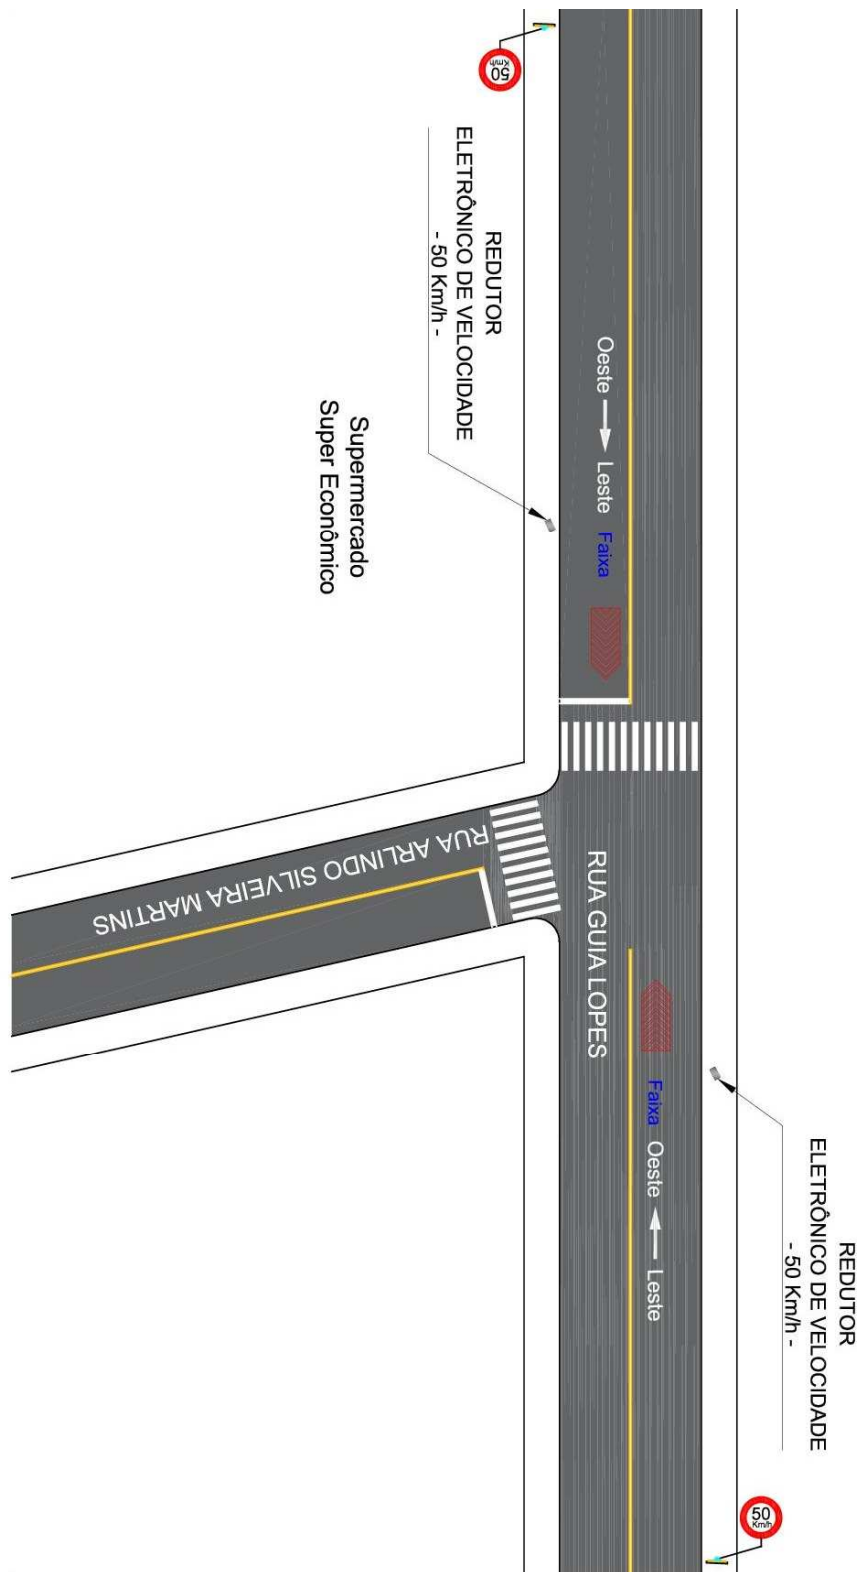 50
Km/h
REDUTOR
ELETRÔNICO DE VELOCIDADE
- 50 Km/h -
Oeste
Leste
Faixa
Supermercado
Super Econômico
RUA ARLINDO SILVEIRA MARTINS
RUA GUIA LOPES
Faixa
Oeste
Leste
REDUTOR
ELETRÔNICO DE VELOCIDADE
- 50 Km/h -
50
Km/h